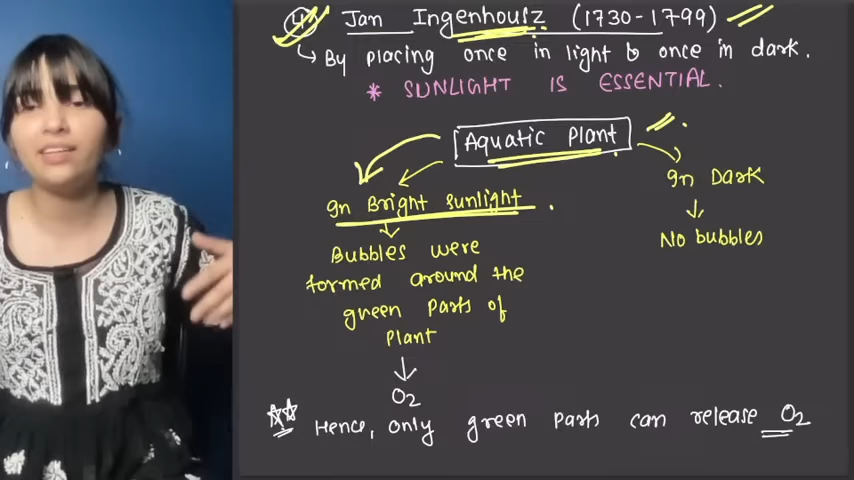 4. Jan Ingenhousz (1730-1799)
↳ By placing once in light & once in dark.
* SUNLIGHT IS ESSENTIAL.
Aquatic Plant
In Bright sunlight.
In Dark
↓
No bubbles
↓
Bubbles were
formed around the
green parts of
Plant
↓
O2
Hence, only green parts can release O2